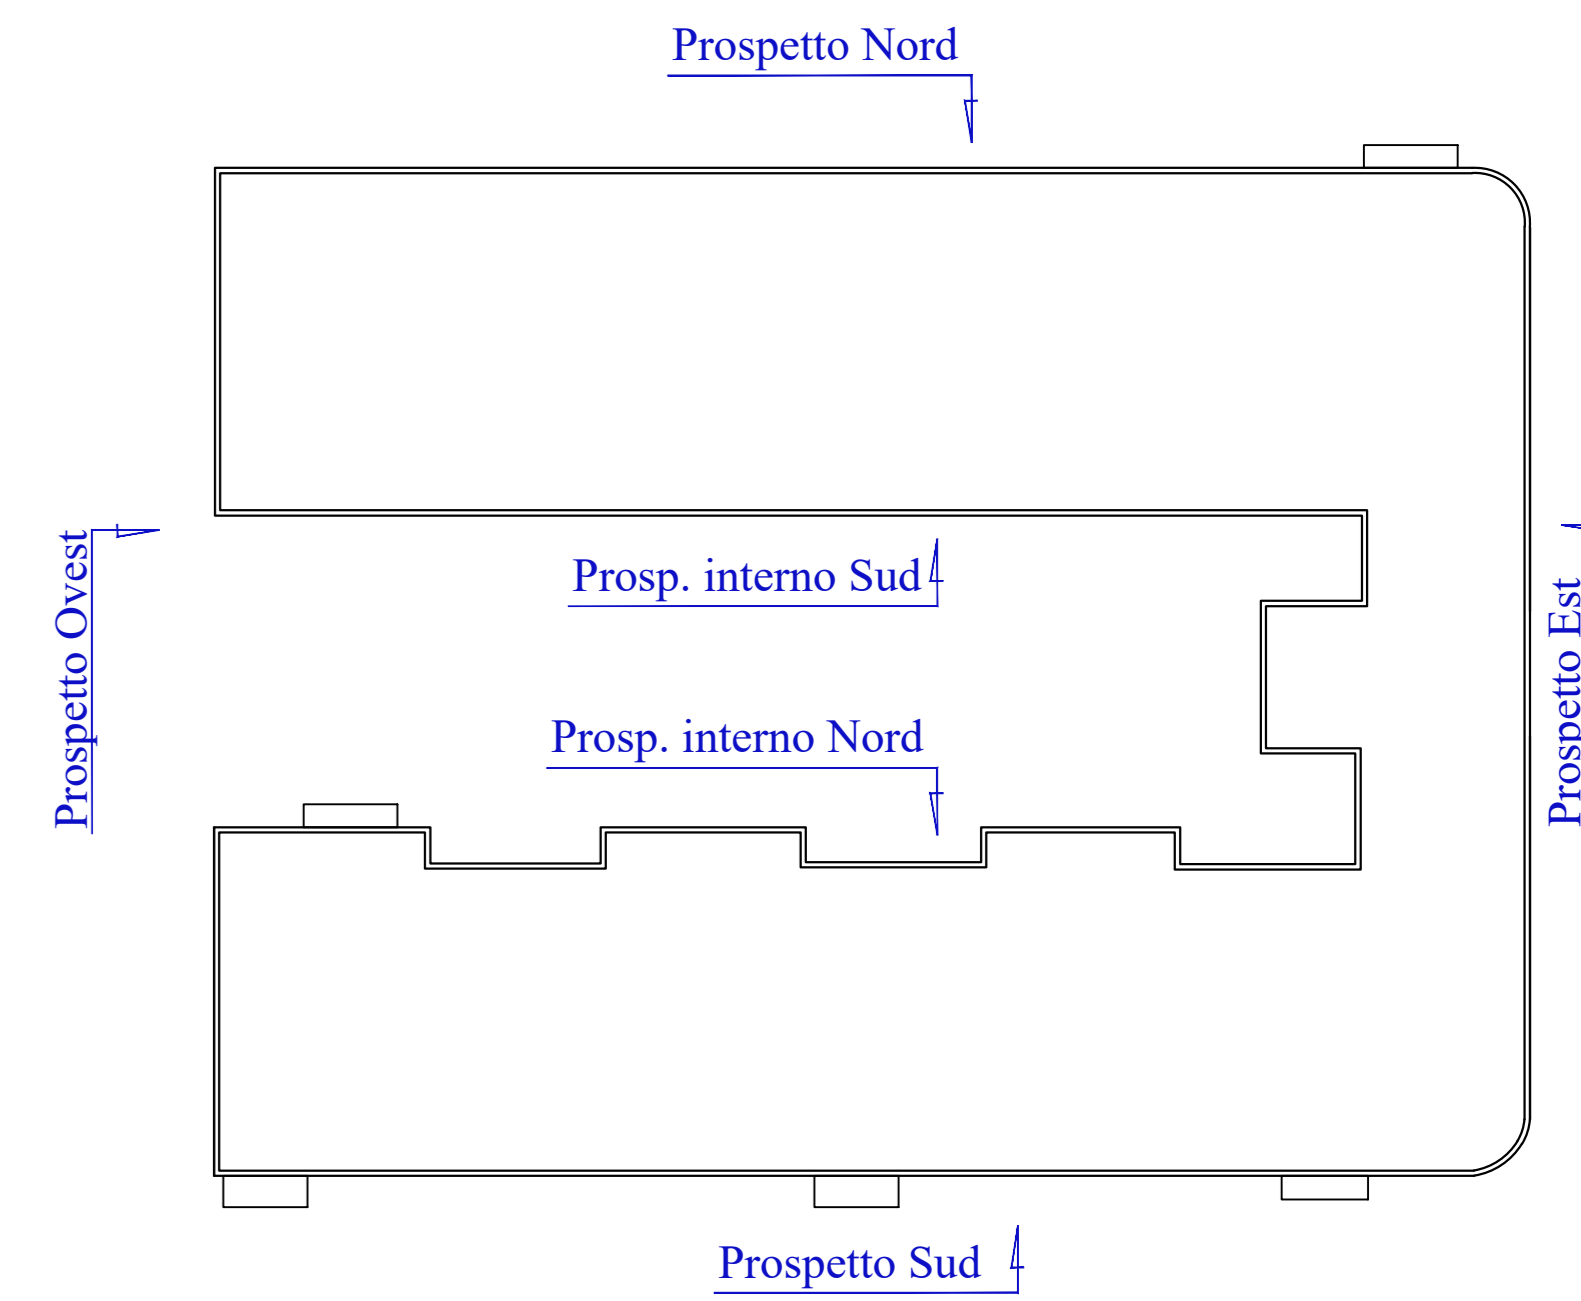 Prospetto Nord
Prospetto Ovest
Prosp. interno Sud
Prospetto Est
Prosp. interno Nord
Prospetto Sud